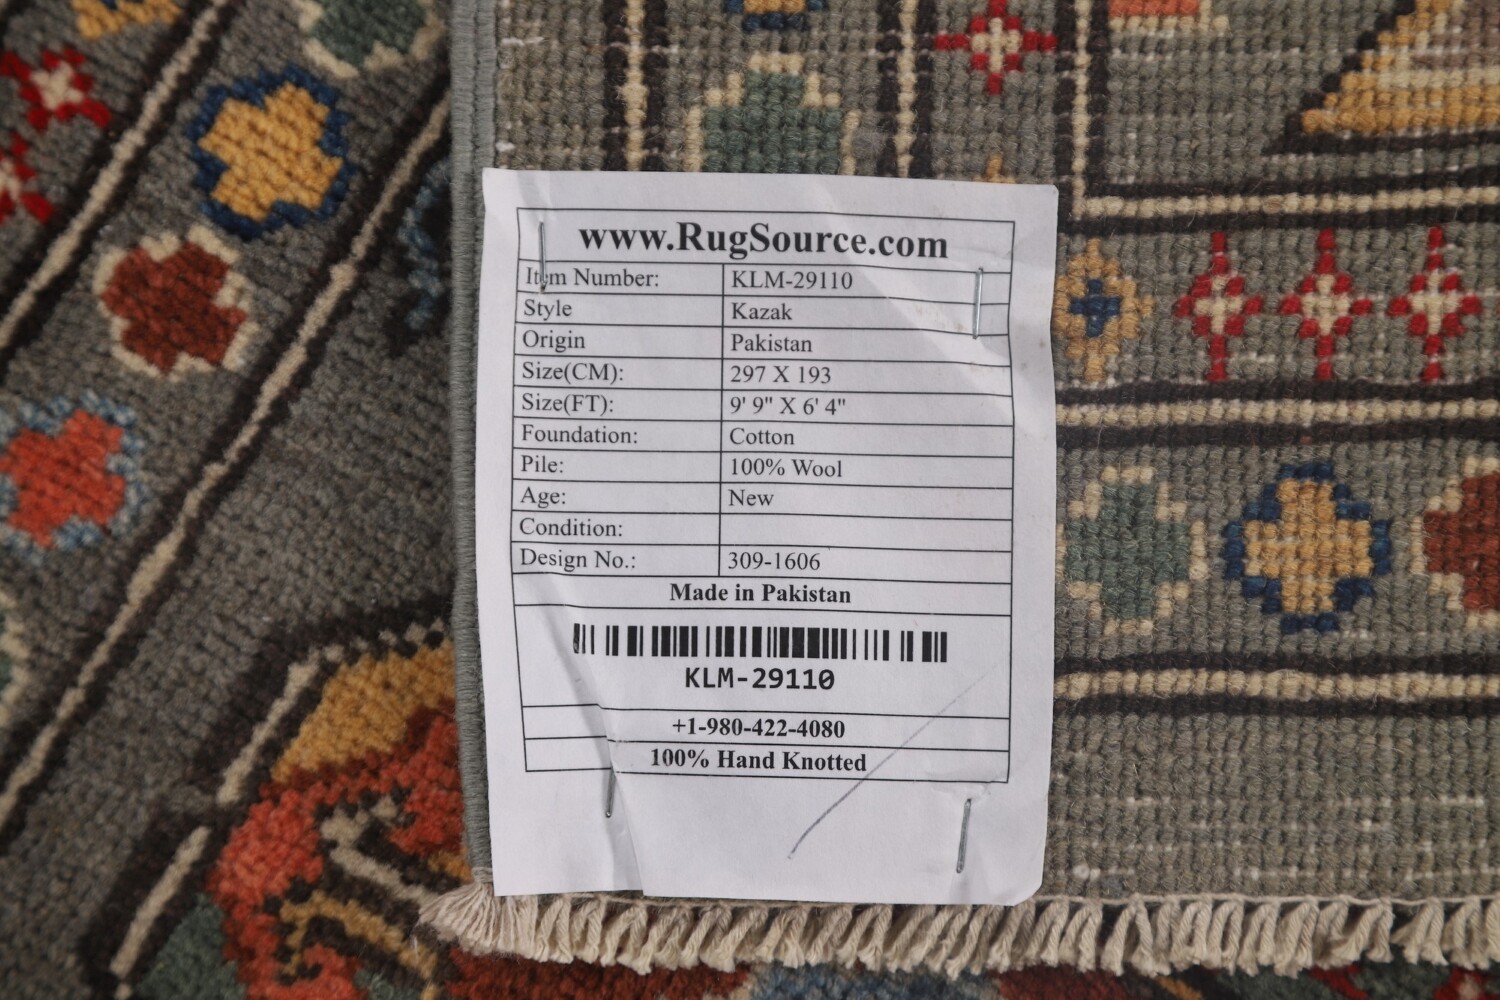 www.RugSource.com
Item Number: KLM-29110
Style Kazak
Origin Pakistan
Size(CM): 297 X 193
Size(FT): 9' 9" X 6' 4"
Foundation: Cotton
Pile: 100% Wool
Age: New
Condition:
Design No.: 309-1606
Made in Pakistan
KLM-29110
+1-980-422-4080
100% Hand Knotted